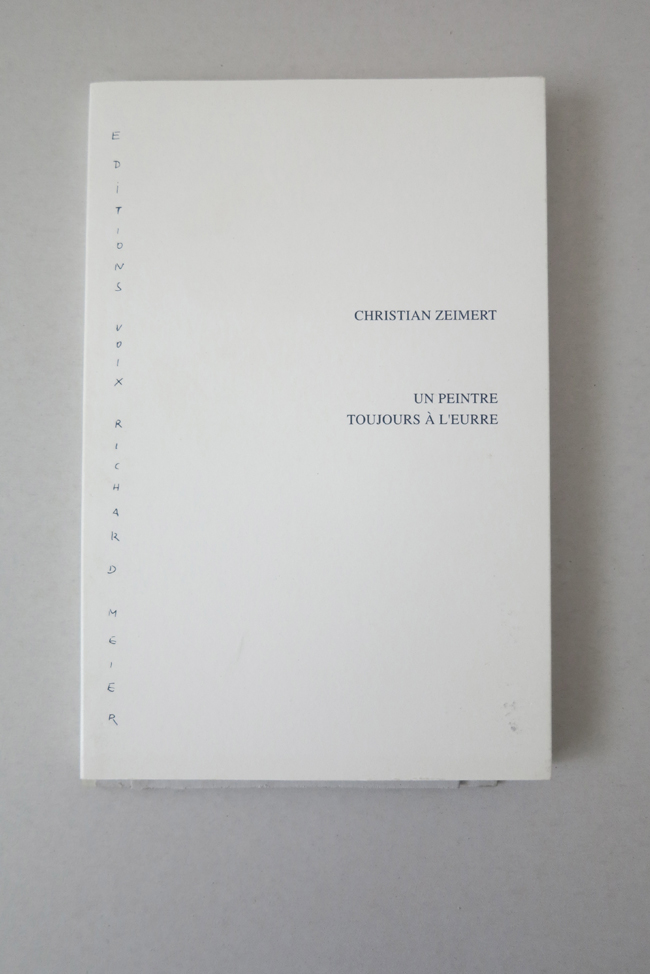 EDiTIONS VOIX RICHARD MEIER
CHRISTIAN ZEIMERT
UN PEINTRE
TOUJOURS À L'EURRE